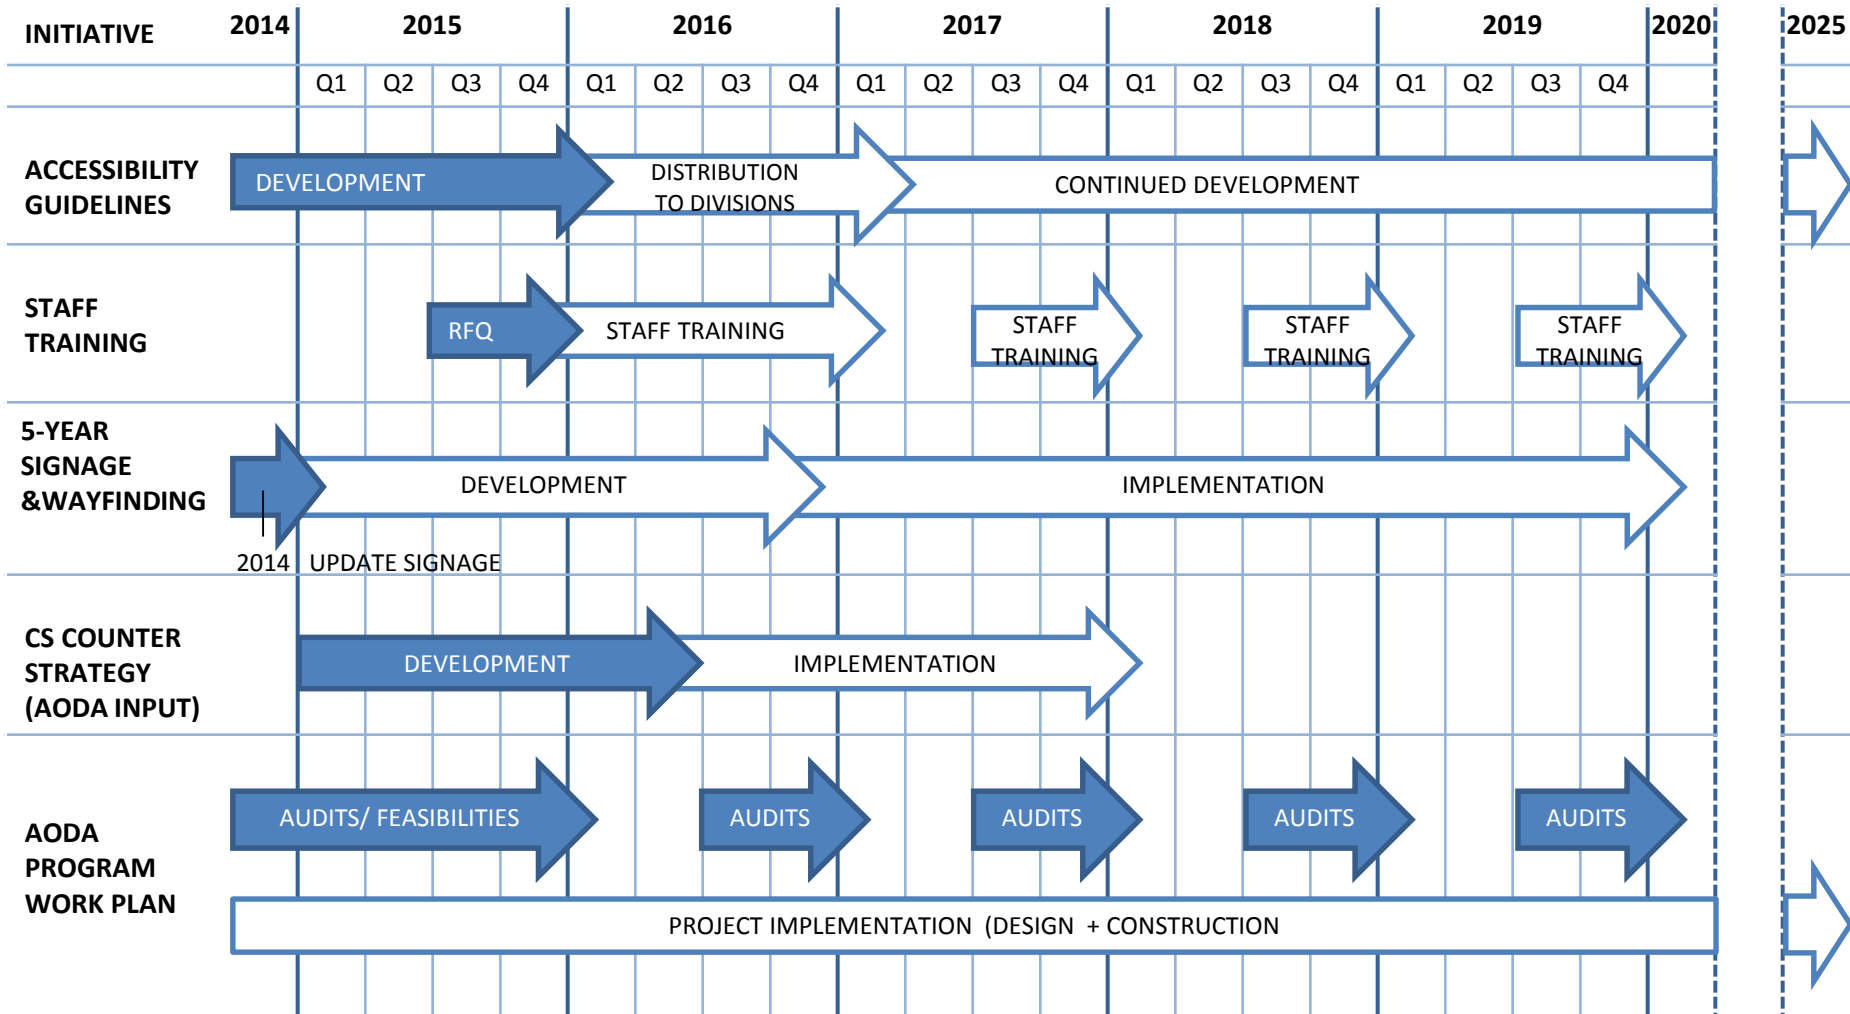 INITIATIVE 2014 2015 2016 2017 2018 2019 2020 2025
Q1 Q2 Q3 Q4 Q1 Q2 Q3 Q4 Q1 Q2 Q3 Q4 Q1 Q2 Q3 Q4 Q1 Q2 Q3 Q4
ACCESSIBILITY
GUIDELINES
DEVELOPMENT
DISTRIBUTION
TO DIVISIONS
CONTINUED DEVELOPMENT
STAFF
TRAINING
RFQ
STAFF TRAINING
STAFF
TRAINING
STAFF
TRAINING
STAFF
TRAINING
5-YEAR
SIGNAGE
&WAYFINDING
DEVELOPMENT
IMPLEMENTATION
2014 UPDATE SIGNAGE
CS COUNTER
STRATEGY
(AODA INPUT)
DEVELOPMENT
IMPLEMENTATION
AODA
PROGRAM
WORK PLAN
AUDITS/ FEASIBILITIES
AUDITS
AUDITS
AUDITS
AUDITS
PROJECT IMPLEMENTATION (DESIGN + CONSTRUCTION